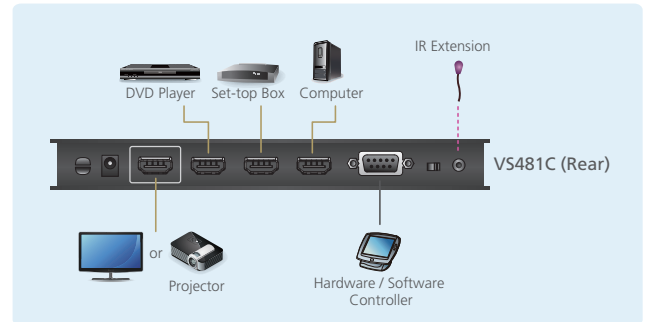 IR Extension
DVD Player
Set-top Box
Computer
VS481C (Rear)
or
Projector
Hardware / Software
Controller